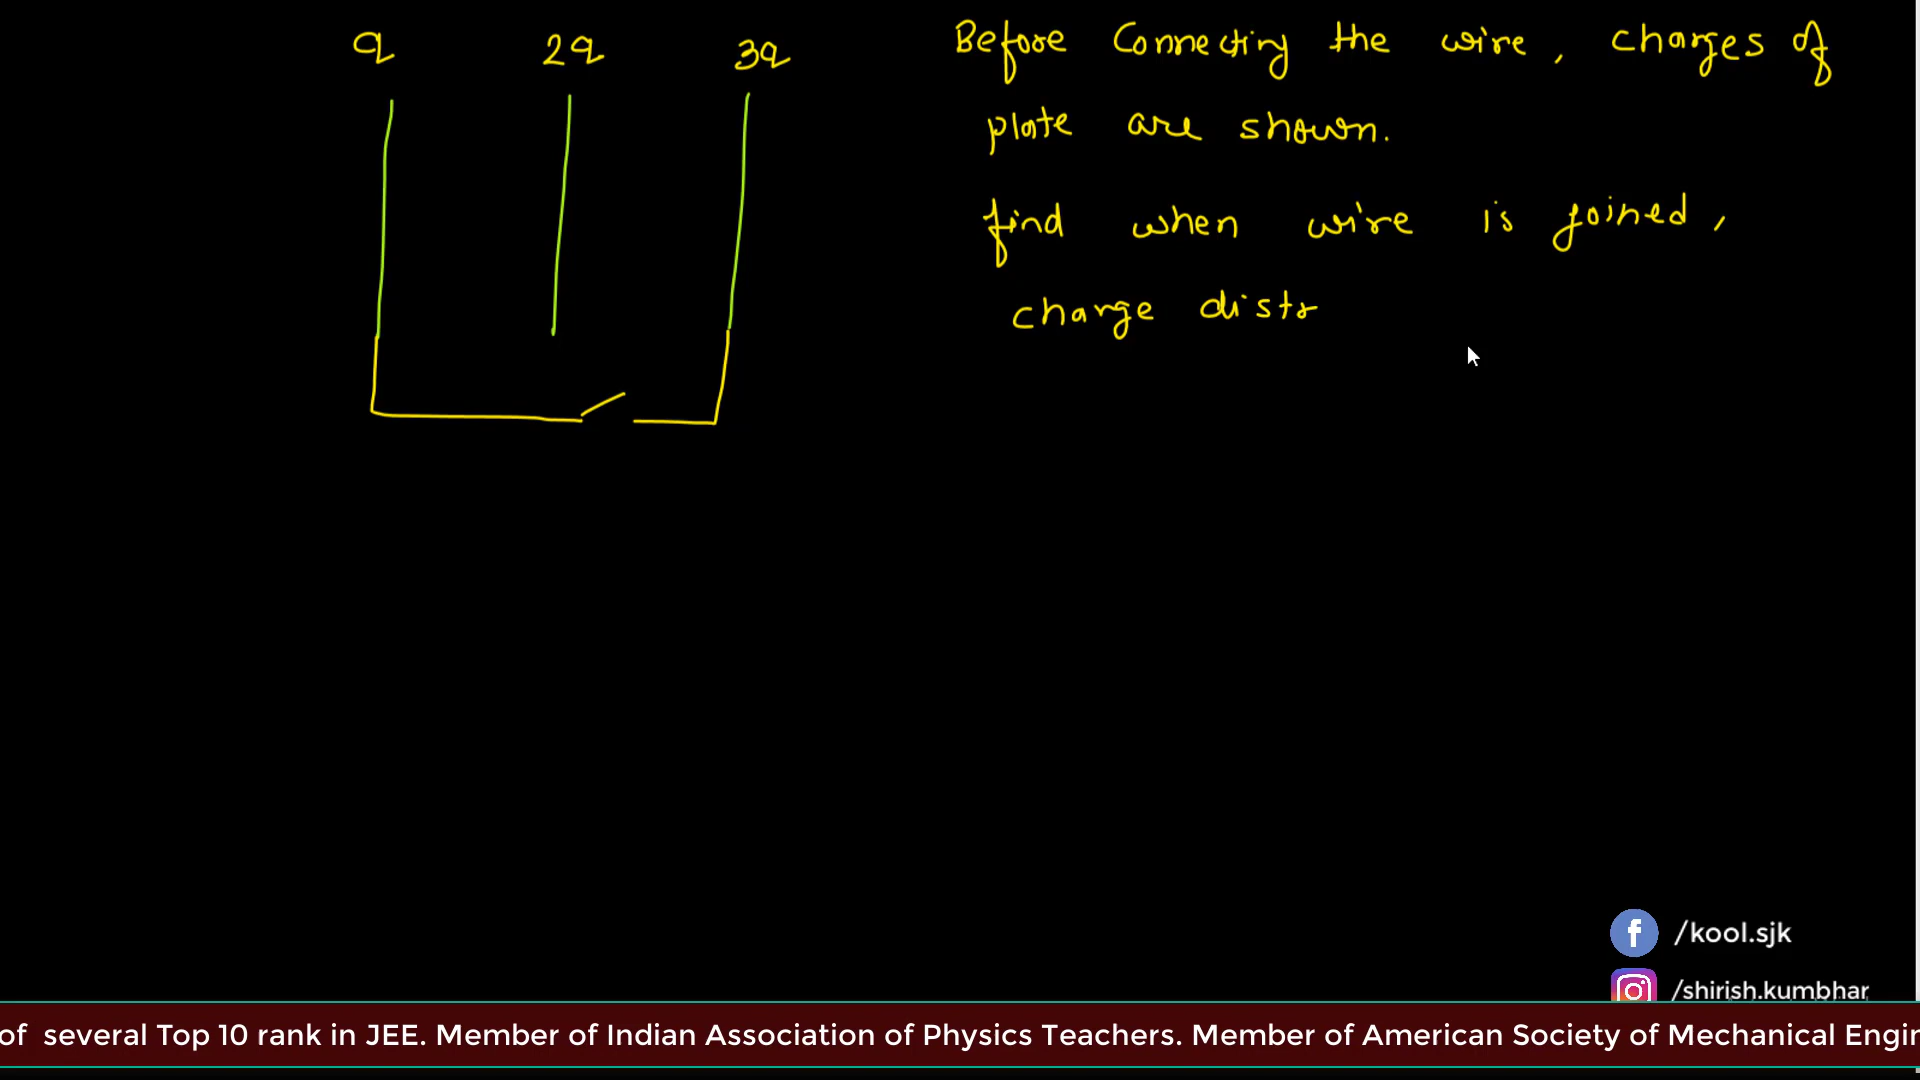 q 2q 3q
Before Connecting the wire, charges of
plate are shown.
find when wire is joined,
charge distr
/kool.sjk
/shirish.kumbhar
of several Top 10 rank in JEE. Member of Indian Association of Physics Teachers. Member of American Society of Mechanical Engin